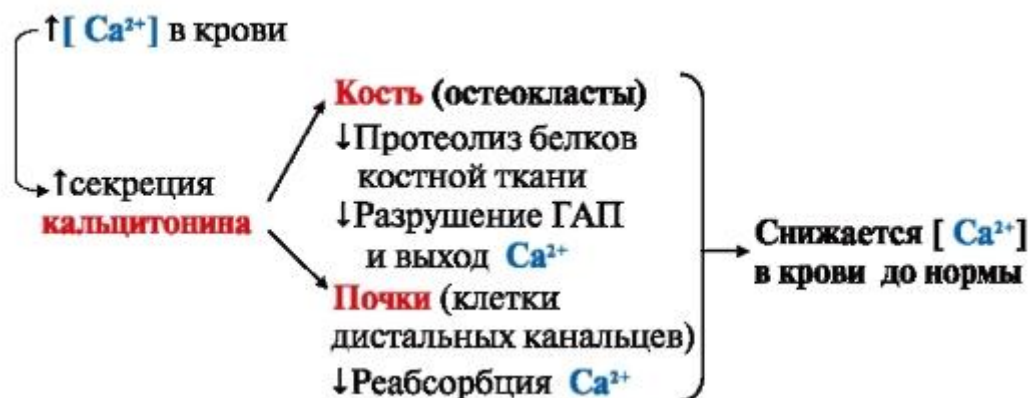 ↑[ Ca²⁺] в крови
↑секреция
кальцитонина
Кость (остеокласты)
↓Протеолиз белков
костной ткани
↓Разрушение ГАП
и выход Ca²⁺
Почки (клетки
дистальных канальцев)
↓Реабсорбция Ca²⁺
Снижается [ Ca²⁺]
в крови до нормы